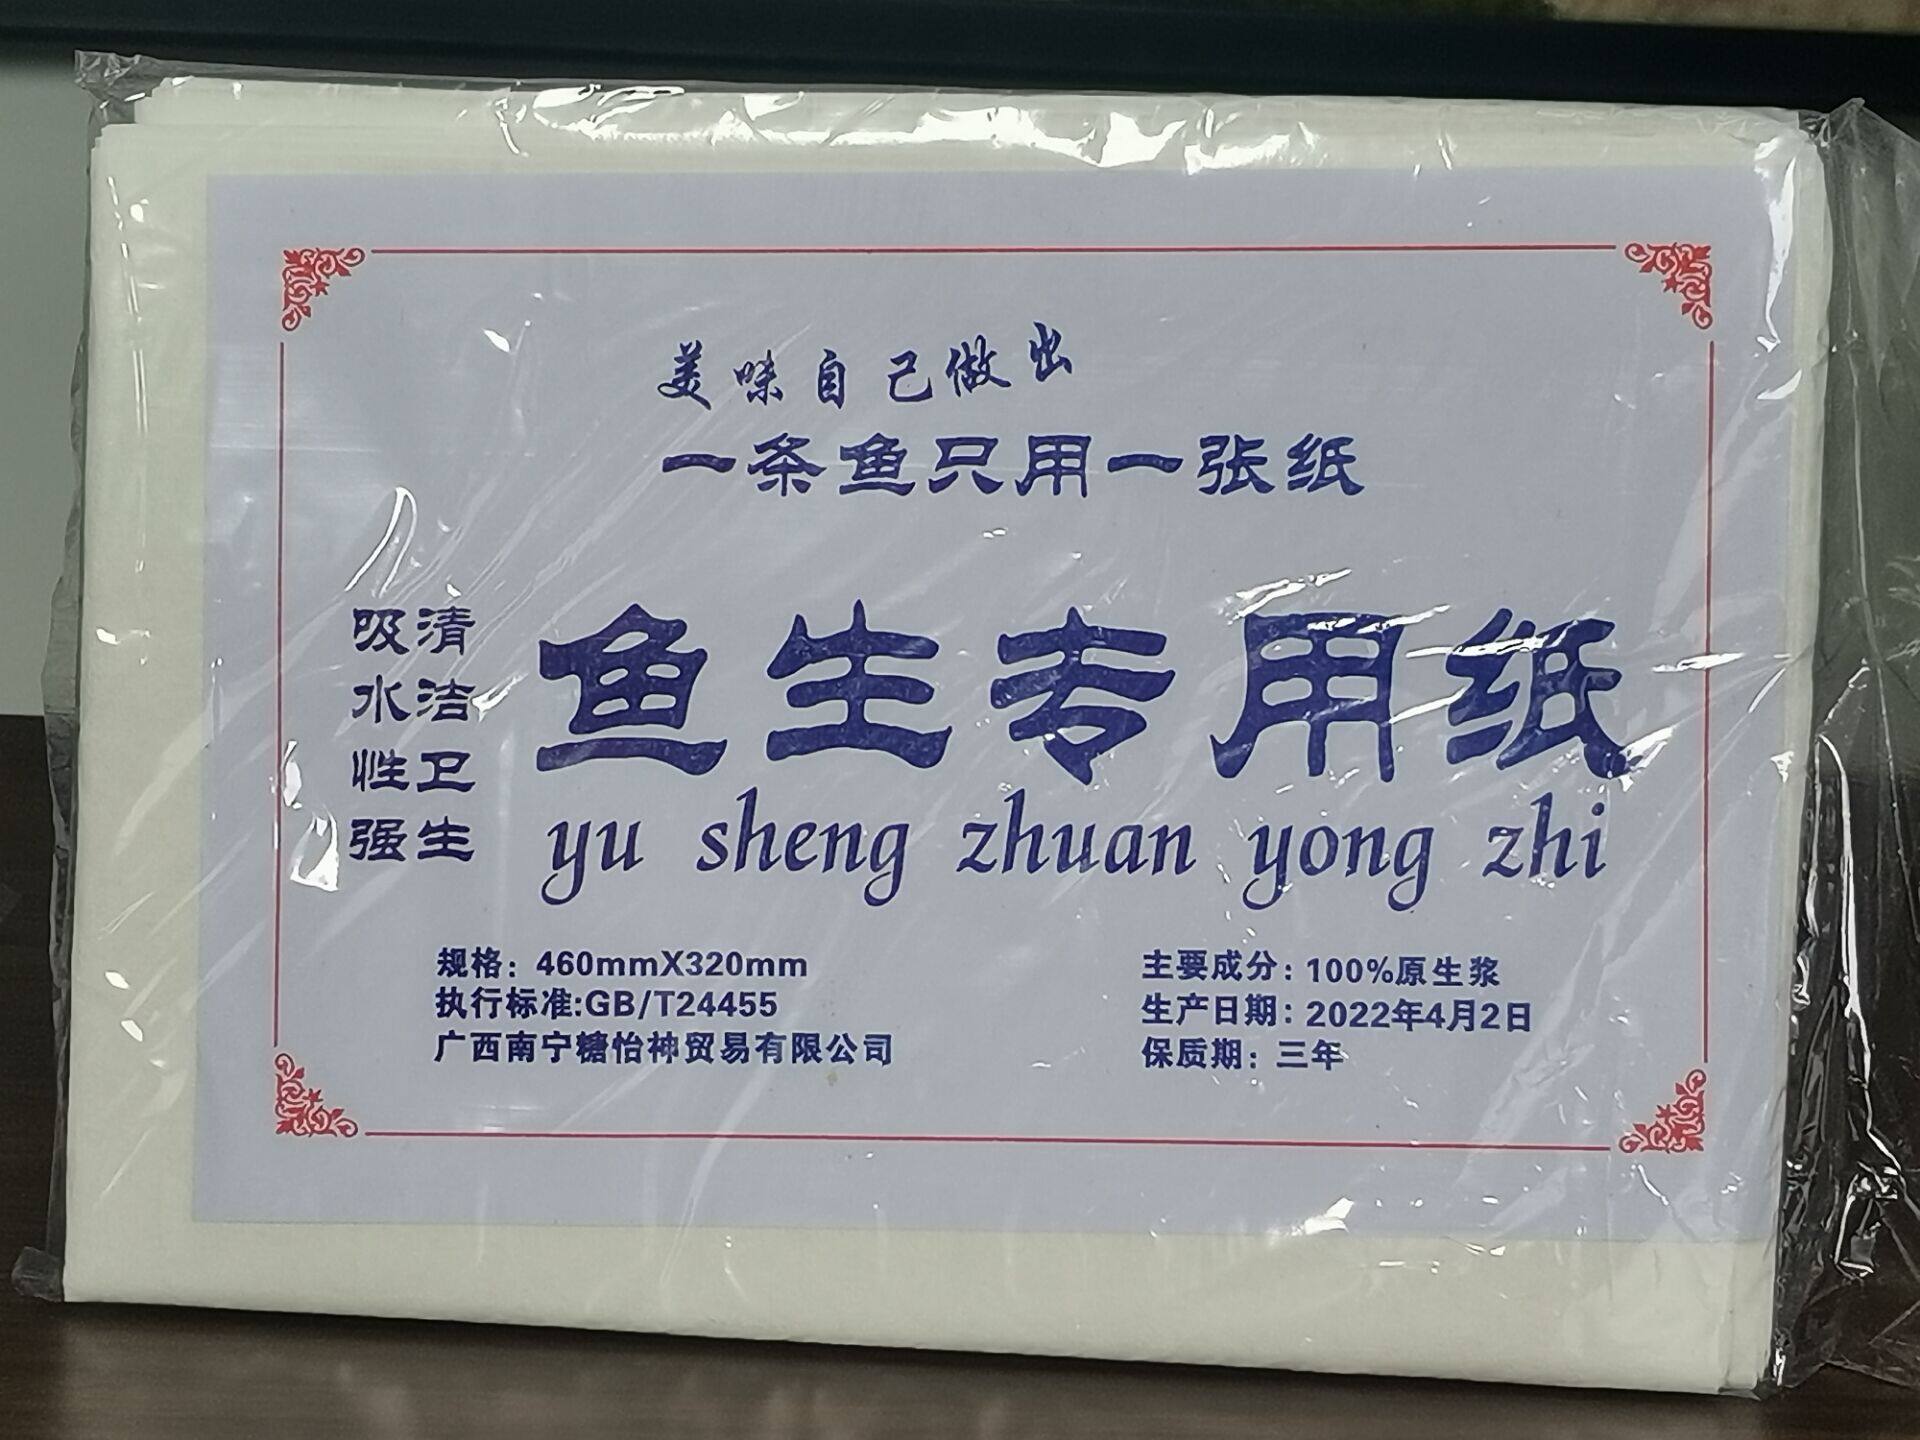 美味自己做出
一条鱼只用一张纸
清洁卫生
吸水性强
鱼生专用纸
yu sheng zhuan yong zhi
规格：460mmX320mm
执行标准:GB/T24455
广西南宁糖怡神贸易有限公司
主要成分：100%原生浆
生产日期：2022年4月2日
保质期：三年